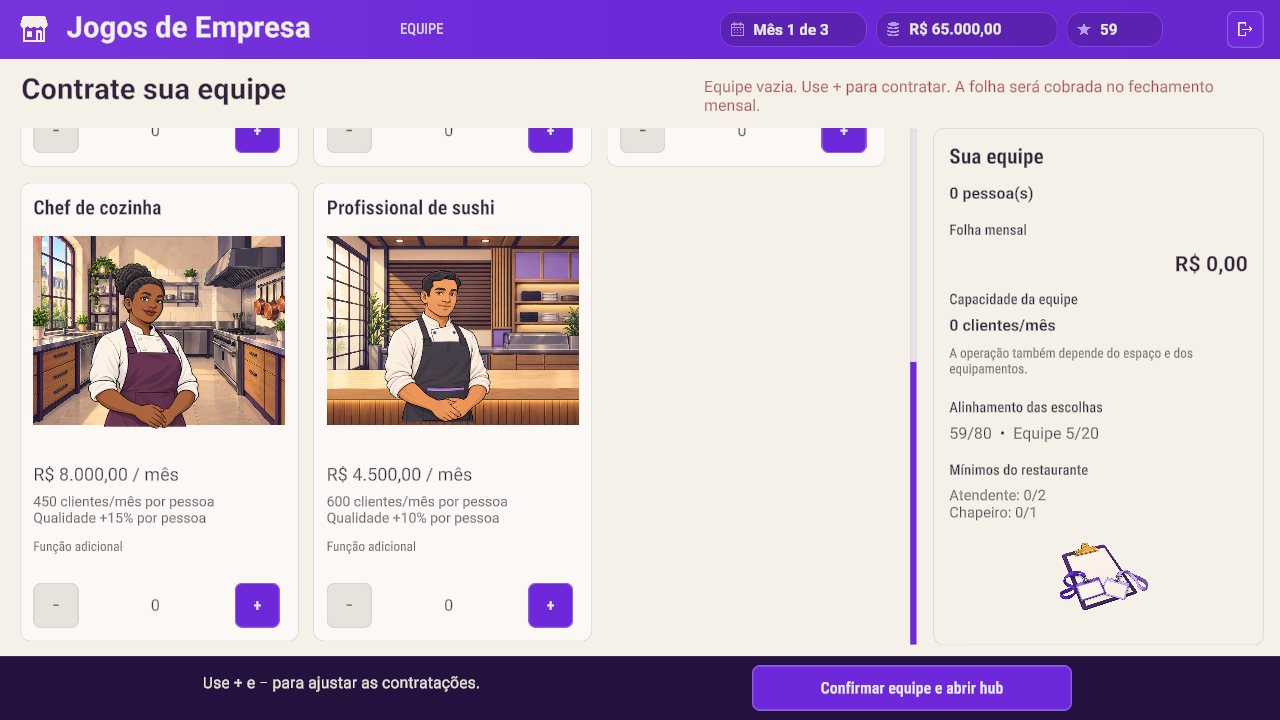 Jogos de Empresa
EQUIPE
Mês 1 de 3
R$ 65.000,00
59
Contrate sua equipe
Equipe vazia. Use + para contratar. A folha será cobrada no fechamento
mensal.
− 0 +
− 0 +
− 0 +
Chef de cozinha
R$ 8.000,00 / mês
450 clientes/mês por pessoa
Qualidade +15% por pessoa
Função adicional
− 0 +
Profissional de sushi
R$ 4.500,00 / mês
600 clientes/mês por pessoa
Qualidade +10% por pessoa
Função adicional
− 0 +
Sua equipe
0 pessoa(s)
Folha mensal
R$ 0,00
Capacidade da equipe
0 clientes/mês
A operação também depende do espaço e dos
equipamentos.
Alinhamento das escolhas
59/80 • Equipe 5/20
Mínimos do restaurante
Atendente: 0/2
Chapeiro: 0/1
Use + e − para ajustar as contratações.
Confirmar equipe e abrir hub